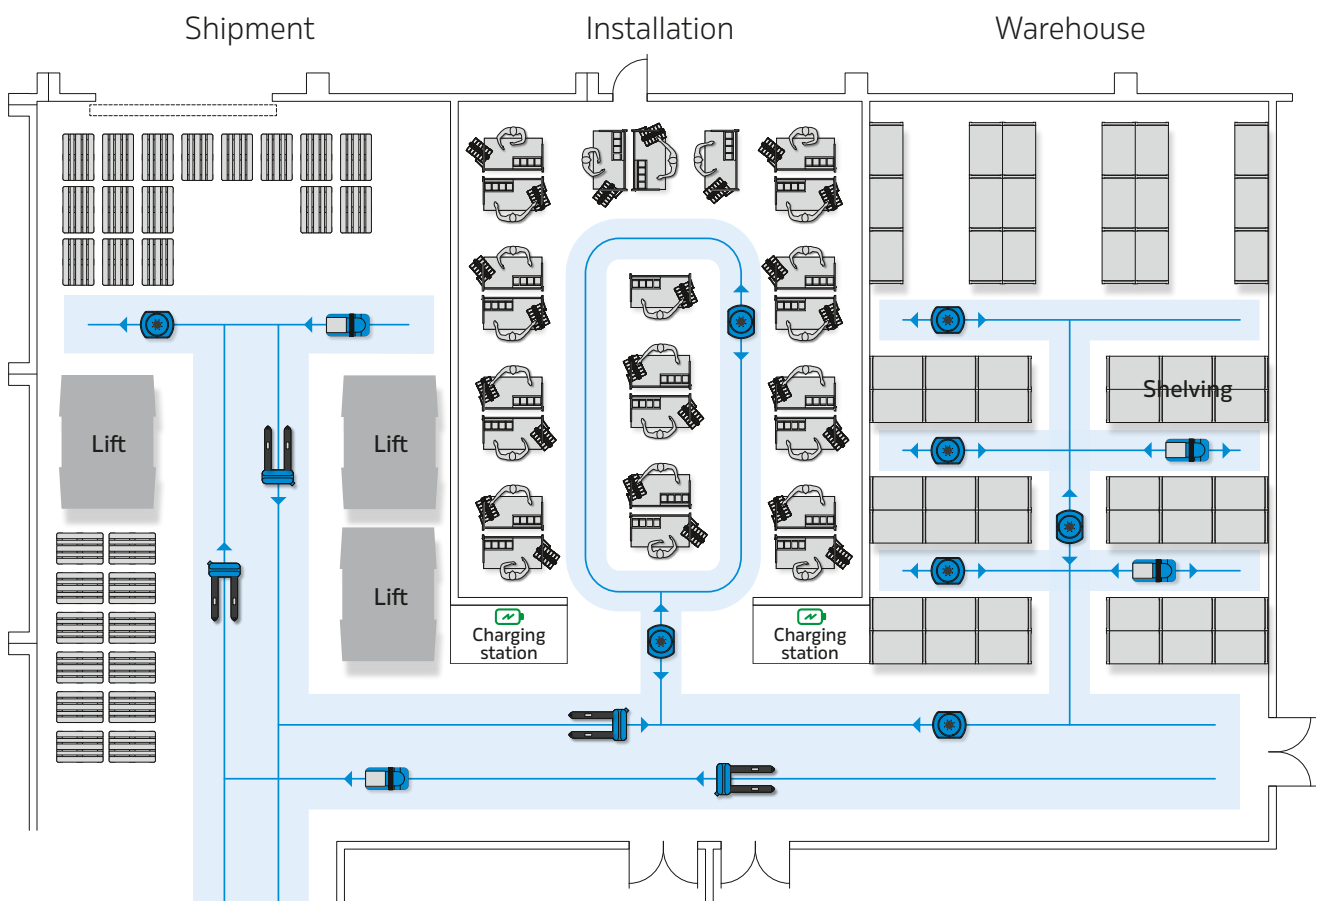 Shipment
Installation
Warehouse
Shelving
Lift
Lift
Lift
Charging
station
Charging
station